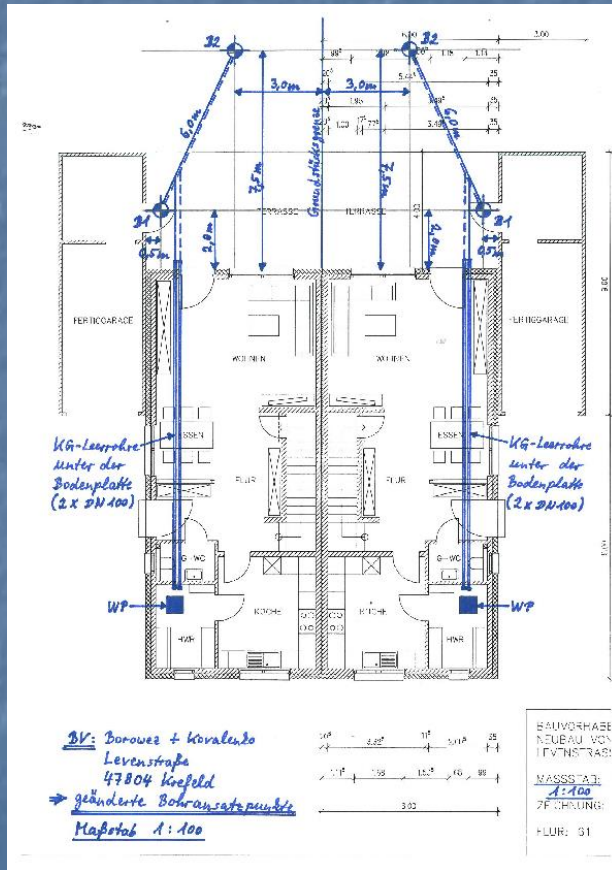 B2
B2
3,0m
3,0m
6,0m
6,0m
Grundstücksgrenze
7,5m
7,5m
B1
B1
TERRASSE
TERRASSE
2,0m
2,0m
0,5m
0,5m
FERTIGGARAGE
FERTIGGARAGE
WOHNEN
WOHNEN
KG-Leerrohre
unter der
Bodenplatte
(2 x DN 100)
KG-Leerrohre
unter der
Bodenplatte
(2 x DN 100)
ESSEN
ESSEN
FLUR
FLUR
G-WC
G-WC
WP
WP
KÜCHE
KÜCHE
HWR
HWR
BV: Borowez + Kovalenko
Levenstraße
47804 Krefeld
→ geänderte Bohransatzpunkte
Maßstab 1:100
BAUVORHABE
NEUBAU VON
LEVENSTRASS
MASSSTAB:
1:100
ZEICHNUNG:
FLUR: 61